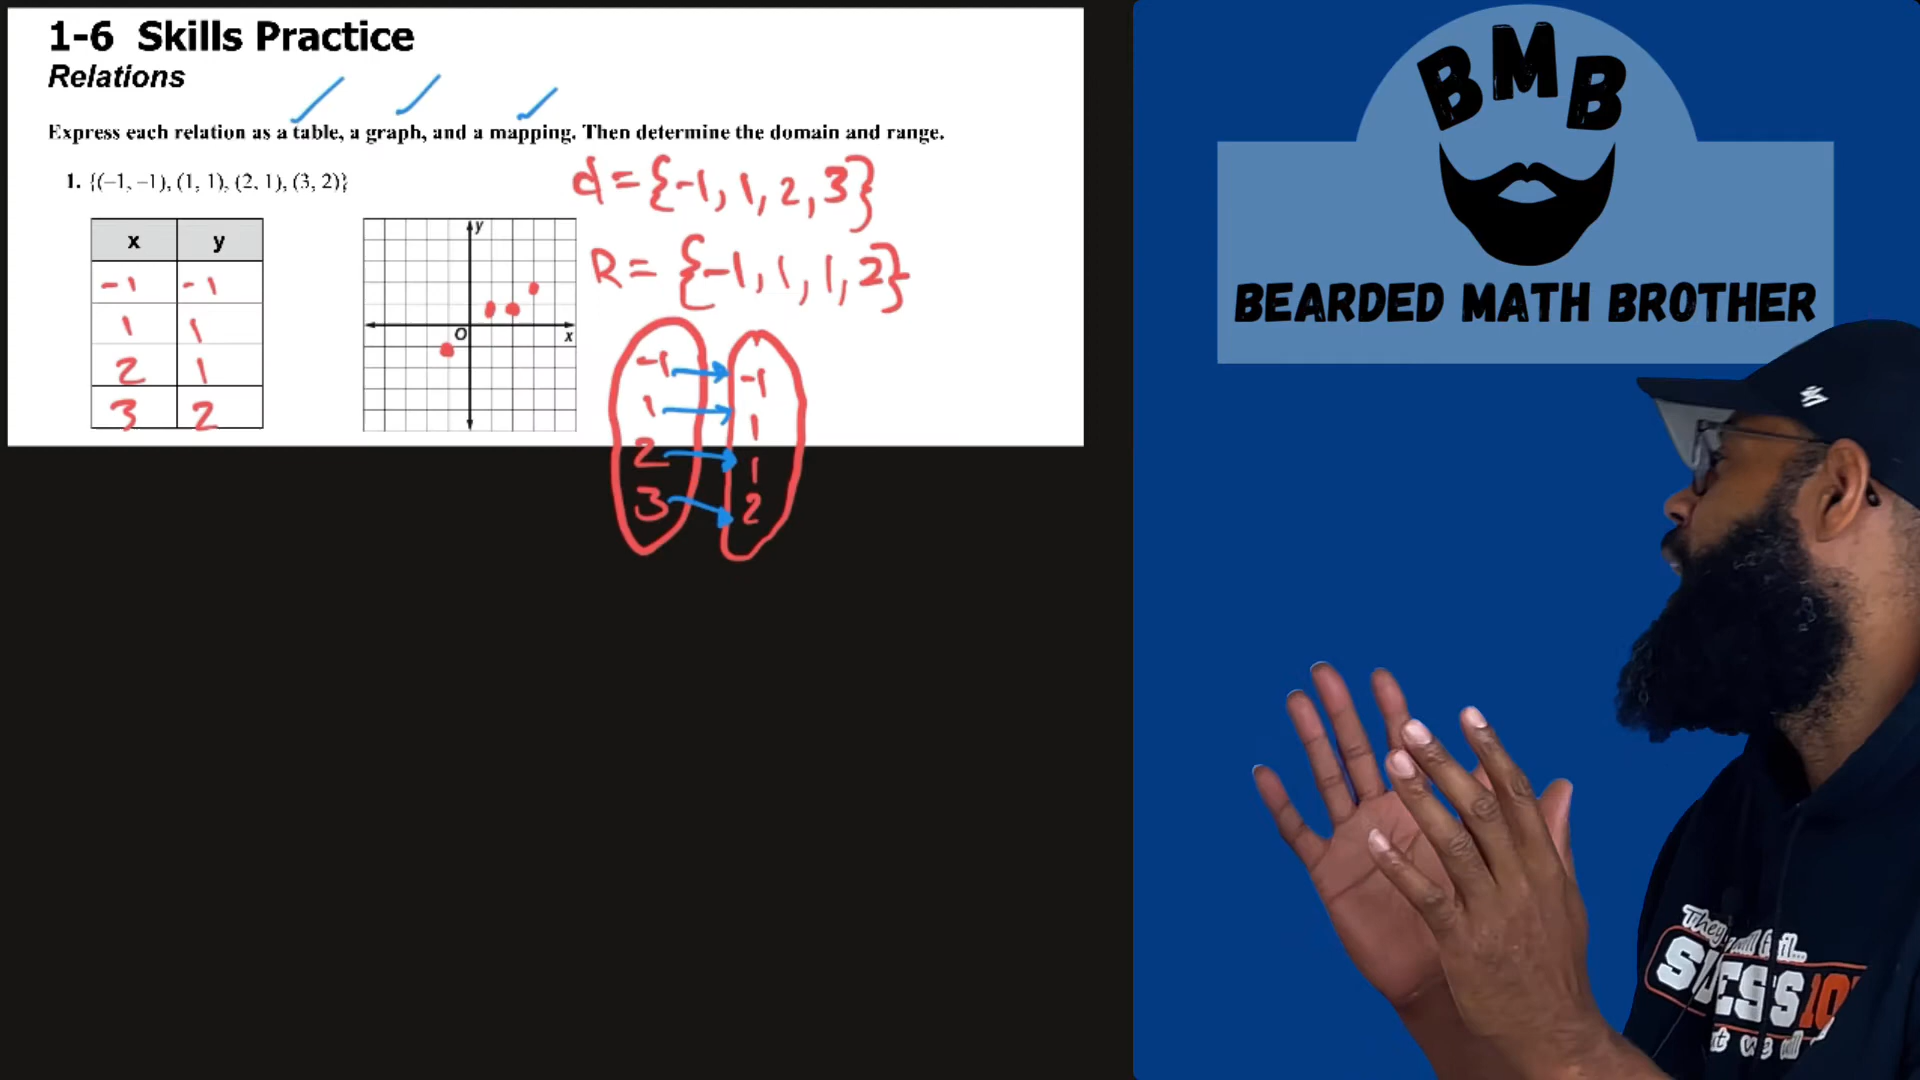 1-6 Skills Practice
Relations
Express each relation as a table, a graph, and a mapping. Then determine the domain and range.
1. {(−1, −1), (1, 1), (2, 1), (3, 2)}
d = {-1, 1, 2, 3}
R = {-1, 1, 1, 2}
x y
-1 -1
1 1
2 1
3 2
y
O
x
-1 -1
1 1
2 1
3 2
BMB
BEARDED MATH BROTHER
They